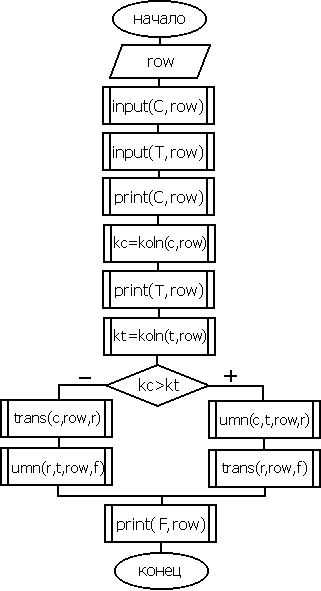 начало
row
input(C,row)
input(T,row)
print(C,row)
kc=koln(c,row)
print(T,row)
kt=koln(t,row)
kc>kt
−
+
trans(c,row,r)
umn(c,t,row,r)
umn(r,t,row,f)
trans(r,row,f)
print( F,row)
конец